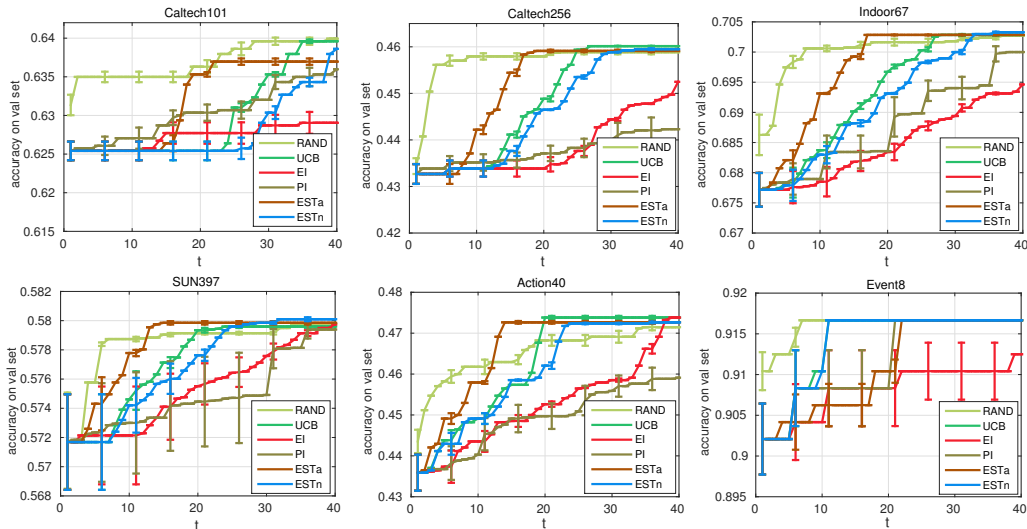 Caltech101
accuracy on val set
0.64
0.635
0.63
0.625
0.62
0.615
RAND
UCB
EI
PI
ESTa
ESTn
0 10 20 30 40
t
Caltech256
accuracy on val set
0.46
0.45
0.44
0.43
0.42
RAND
UCB
EI
PI
ESTa
ESTn
0 10 20 30 40
t
Indoor67
accuracy on val set
0.705
0.7
0.695
0.69
0.685
0.68
0.675
0.67
RAND
UCB
EI
PI
ESTa
ESTn
0 10 20 30 40
t
SUN397
accuracy on val set
0.582
0.58
0.578
0.576
0.574
0.572
0.57
0.568
RAND
UCB
EI
PI
ESTa
ESTn
0 10 20 30 40
t
Action40
accuracy on val set
0.48
0.47
0.46
0.45
0.44
0.43
RAND
UCB
EI
PI
ESTa
ESTn
0 10 20 30 40
t
Event8
accuracy on val set
0.92
0.915
0.91
0.905
0.9
0.895
RAND
UCB
EI
PI
ESTa
ESTn
0 10 20 30 40
t